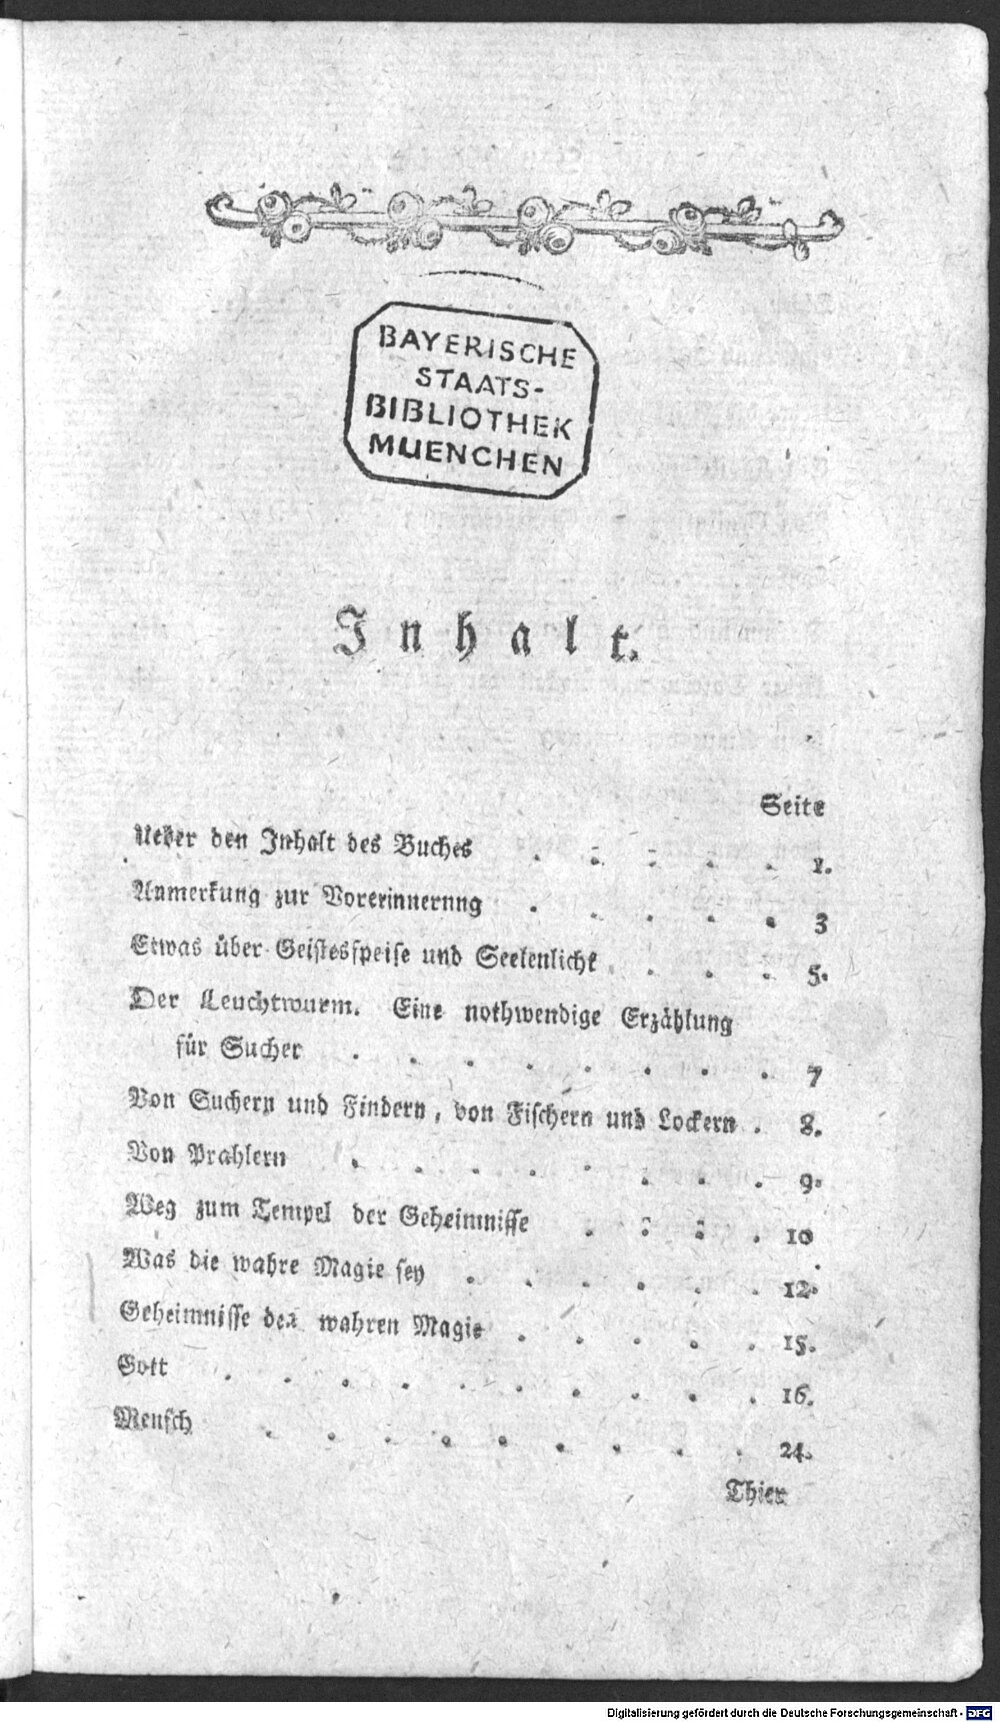 BAYERISCHE
STAATS-
BIBLIOTHEK
MUENCHEN
Inhalt.
Seite
Ueber den Inhalt des Buches . . . . . 1.
Anmerkung zur Vorerinnernng . . . . . 3
Etwas über Geistesspeise und Seelenlicht . . . . 5.
Der Leuchtwurm. Eine nothwendige Erzählung
für Sucher . . . . . . . . 7
Von Suchern und Findern, von Fischern und Lockern . 8.
Von Prahlern . . . . . . . . 9.
Weg zum Tempel der Geheimnisse . . . . 10
Was die wahre Magie sey . . . . . . 12.
Geheimnisse der wahren Magie . . . . . 15.
Gott . . . . . . . . . . 16.
Mensch . . . . . . . . . 24.
Thier
Digitalisierung gefördert durch die Deutsche Forschungsgemeinschaft - DFG